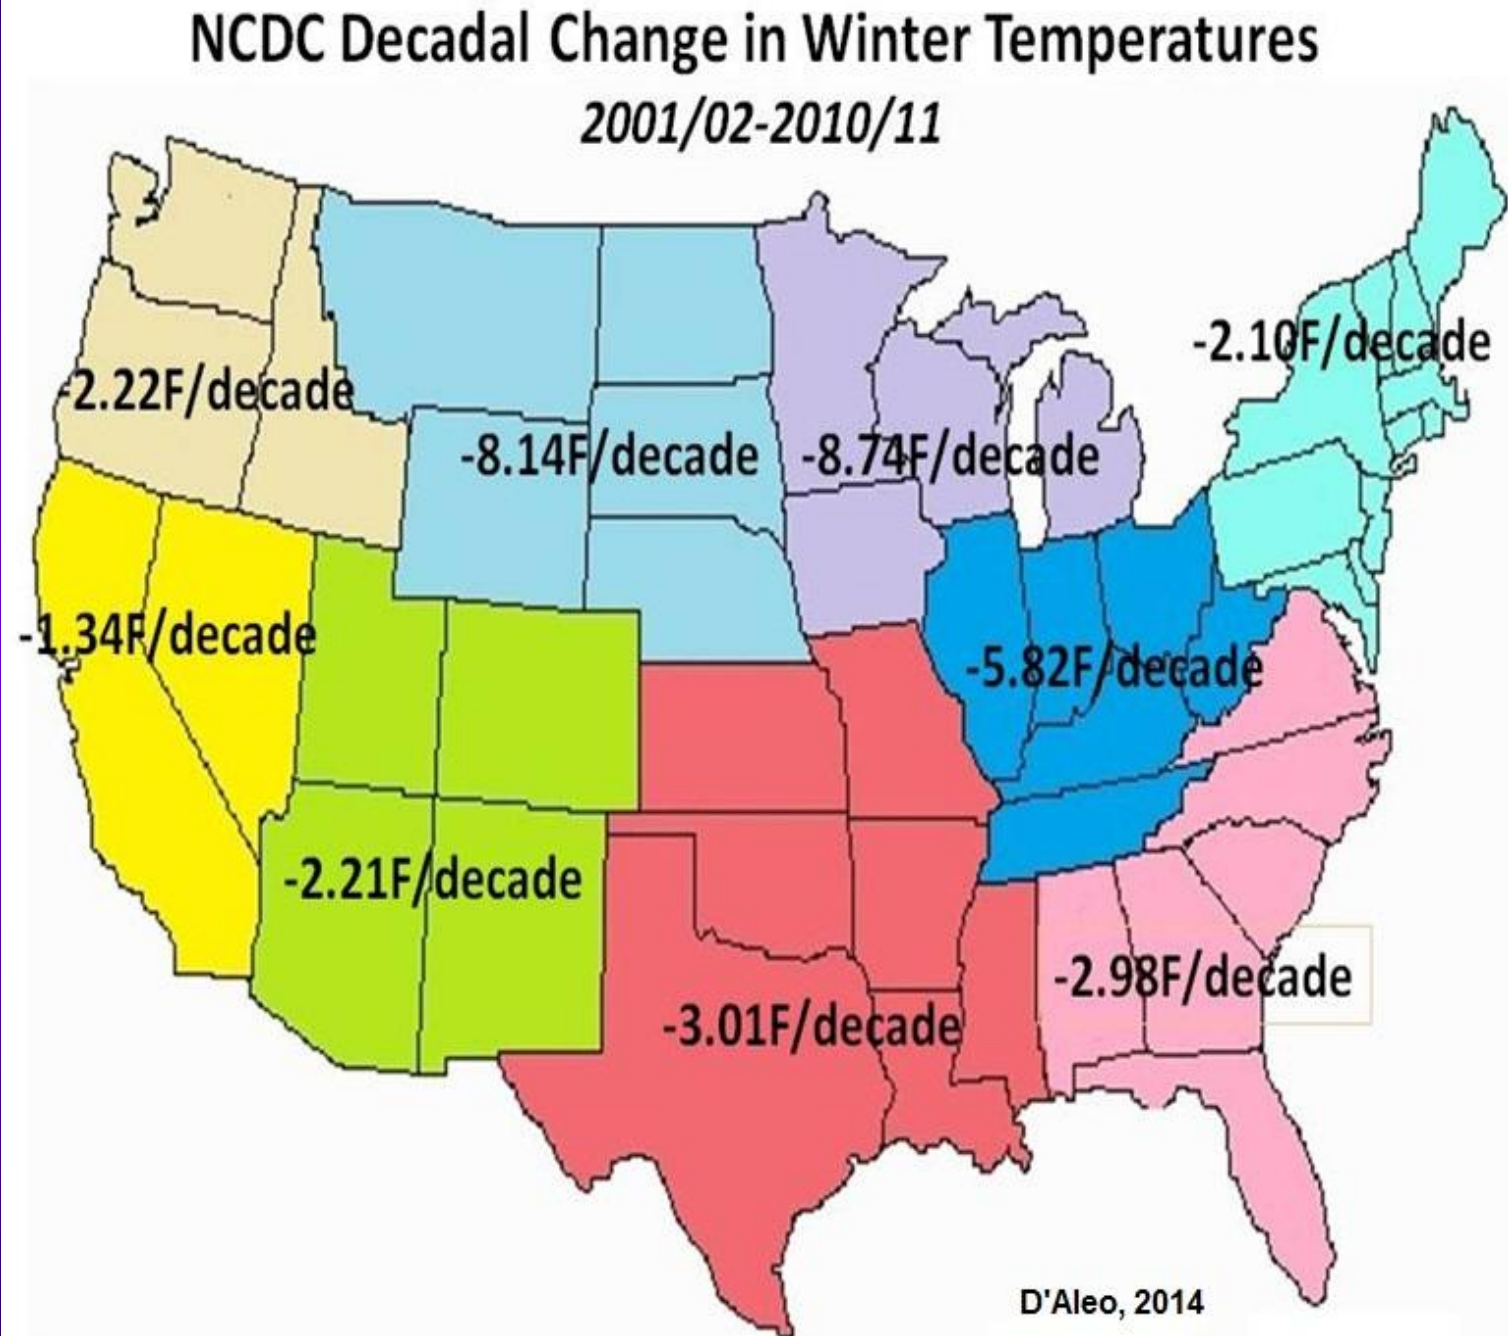 NCDC Decadal Change in Winter Temperatures
2001/02-2010/11
-2.10F/decade
-2.22F/decade
-8.14F/decade
-8.74F/decade
-1.34F/decade
-5.82F/decade
-2.21F/decade
-2.98F/decade
-3.01F/decade
D'Aleo, 2014